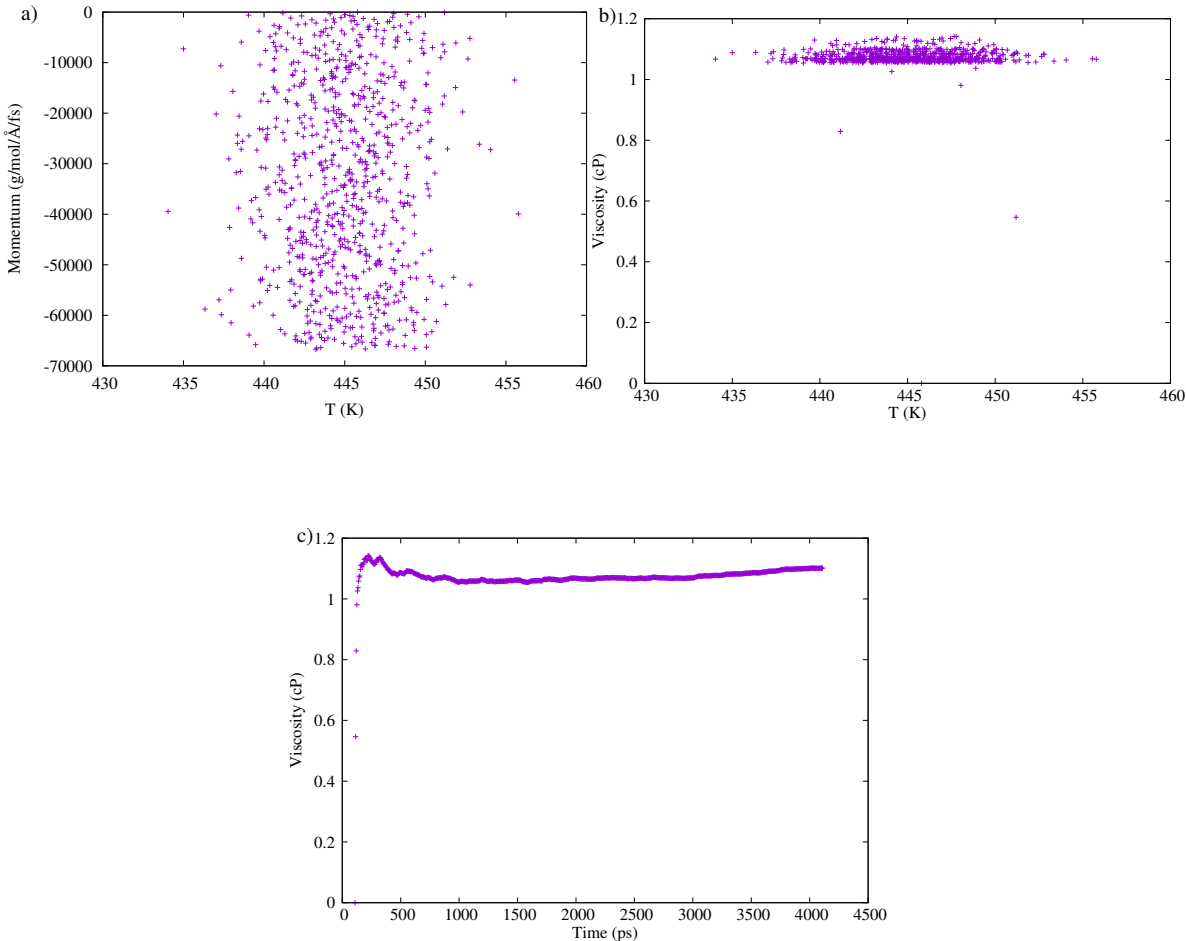 a)
0
-10000
-20000
-30000
-40000
-50000
-60000
-70000
Momentum (g/mol/Å/fs)
430 435 440 445 450 455 460
T (K)
b)
1.2
1
0.8
0.6
0.4
0.2
0
Viscosity (cP)
430 435 440 445 450 455 460
T (K)
c)
1.2
1
0.8
0.6
0.4
0.2
0
Viscosity (cP)
0 500 1000 1500 2000 2500 3000 3500 4000 4500
Time (ps)